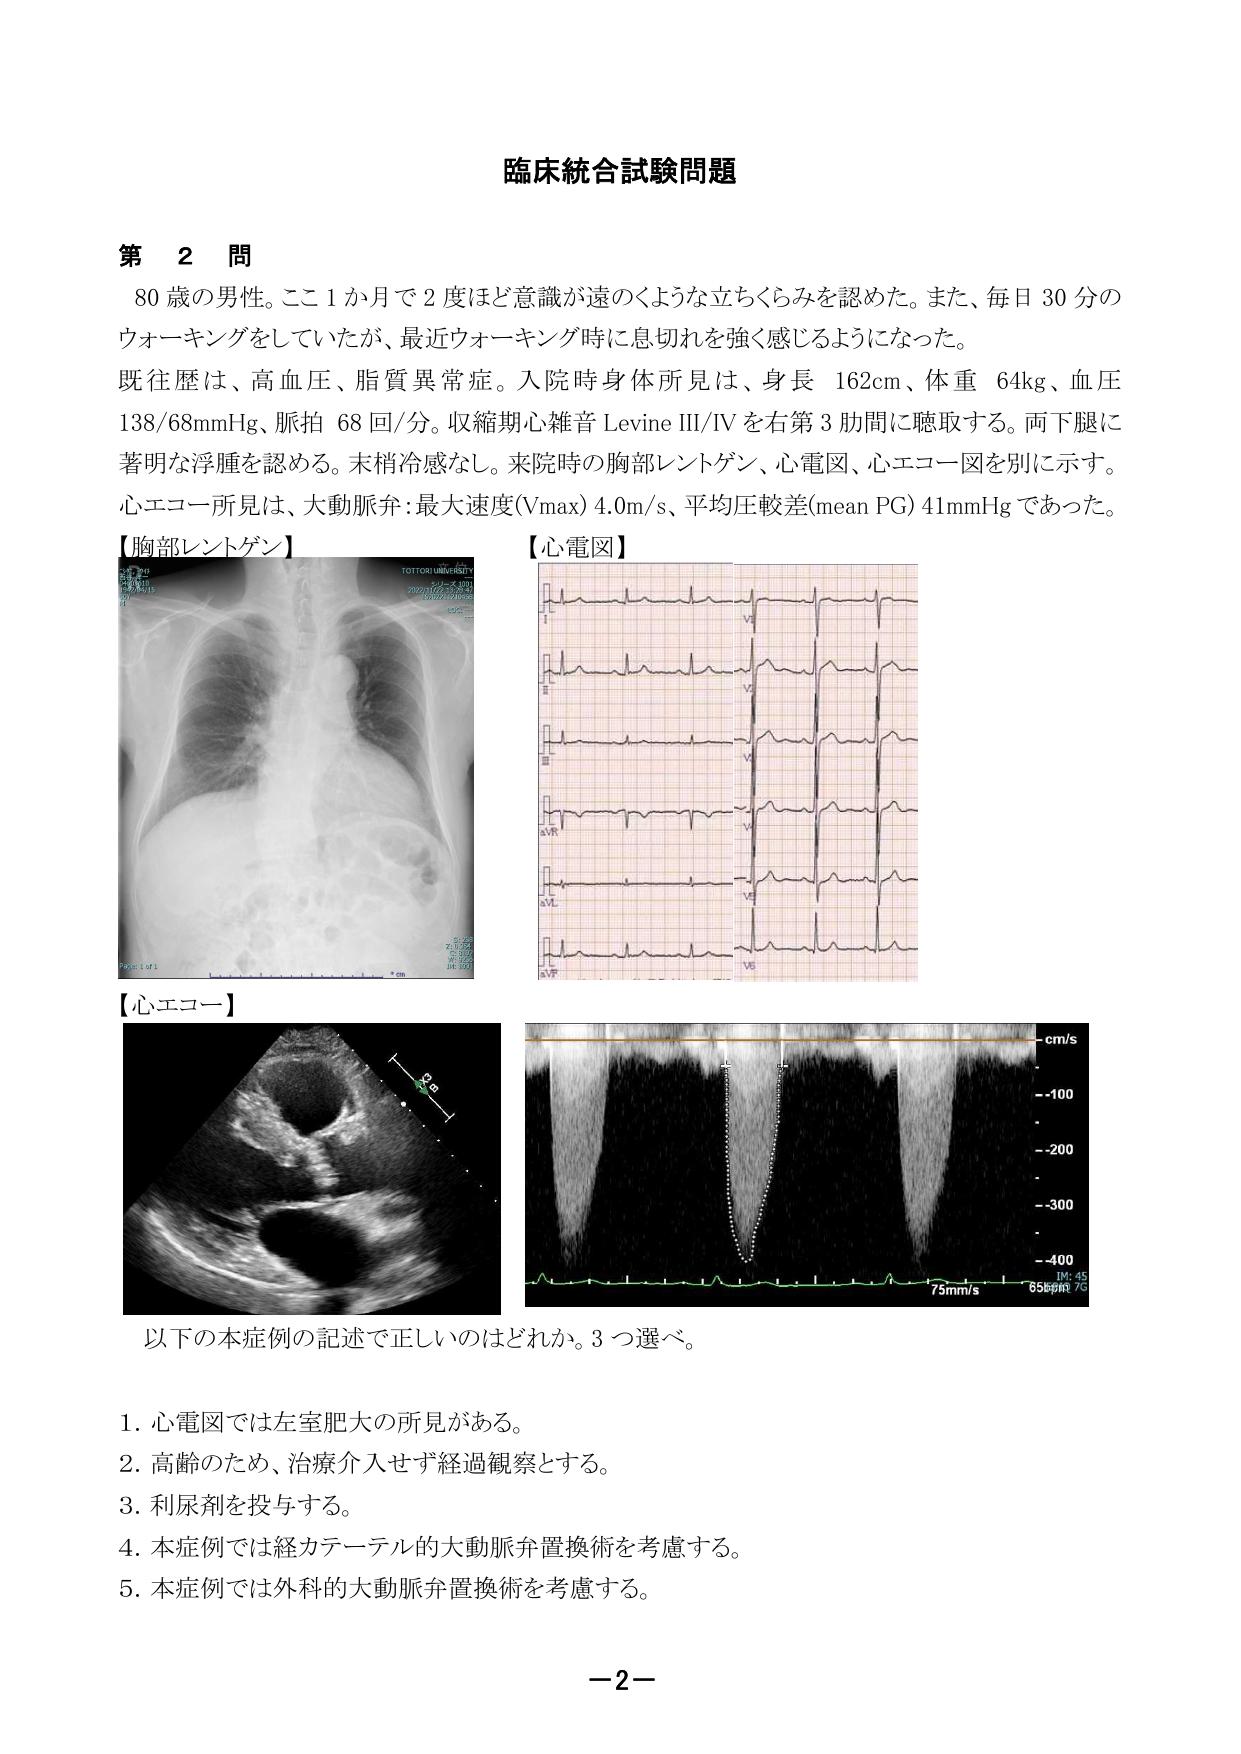 臨床統合試験問題
第 2 問
80 歳の男性。ここ 1 か月で 2 度ほど意識が遠のくような立ちくらみを認めた。また、毎日 30 分の
ウォーキングをしていたが、最近ウォーキング時に息切れを強く感じるようになった。
既往歴は、高血圧、脂質異常症。入院時身体所見は、身長 162cm、体重 64kg、血圧
138/68mmHg、脈拍 68 回/分。収縮期心雑音 Levine III/IV を右第 3 肋間に聴取する。両下腿に
著明な浮腫を認める。末梢冷感なし。来院時の胸部レントゲン、心電図、心エコー図を別に示す。
心エコー所見は、大動脈弁:最大速度(Vmax) 4.0m/s、平均圧較差(mean PG) 41mmHg であった。
【胸部レントゲン】 【心電図】
TOTTORI UNIVERSITY
シリーズ 1001
Page: 1 of 1
cm
I
II
III
aVR
aVL
aVF
V1
V2
V6
【心エコー】
cm/s
-100
-200
-300
-400
IM: 45
75mm/s
以下の本症例の記述で正しいのはどれか。3 つ選べ。
1. 心電図では左室肥大の所見がある。
2. 高齢のため、治療介入せず経過観察とする。
3. 利尿剤を投与する。
4. 本症例では経カテーテル的大動脈弁置換術を考慮する。
5. 本症例では外科的大動脈弁置換術を考慮する。
－2－